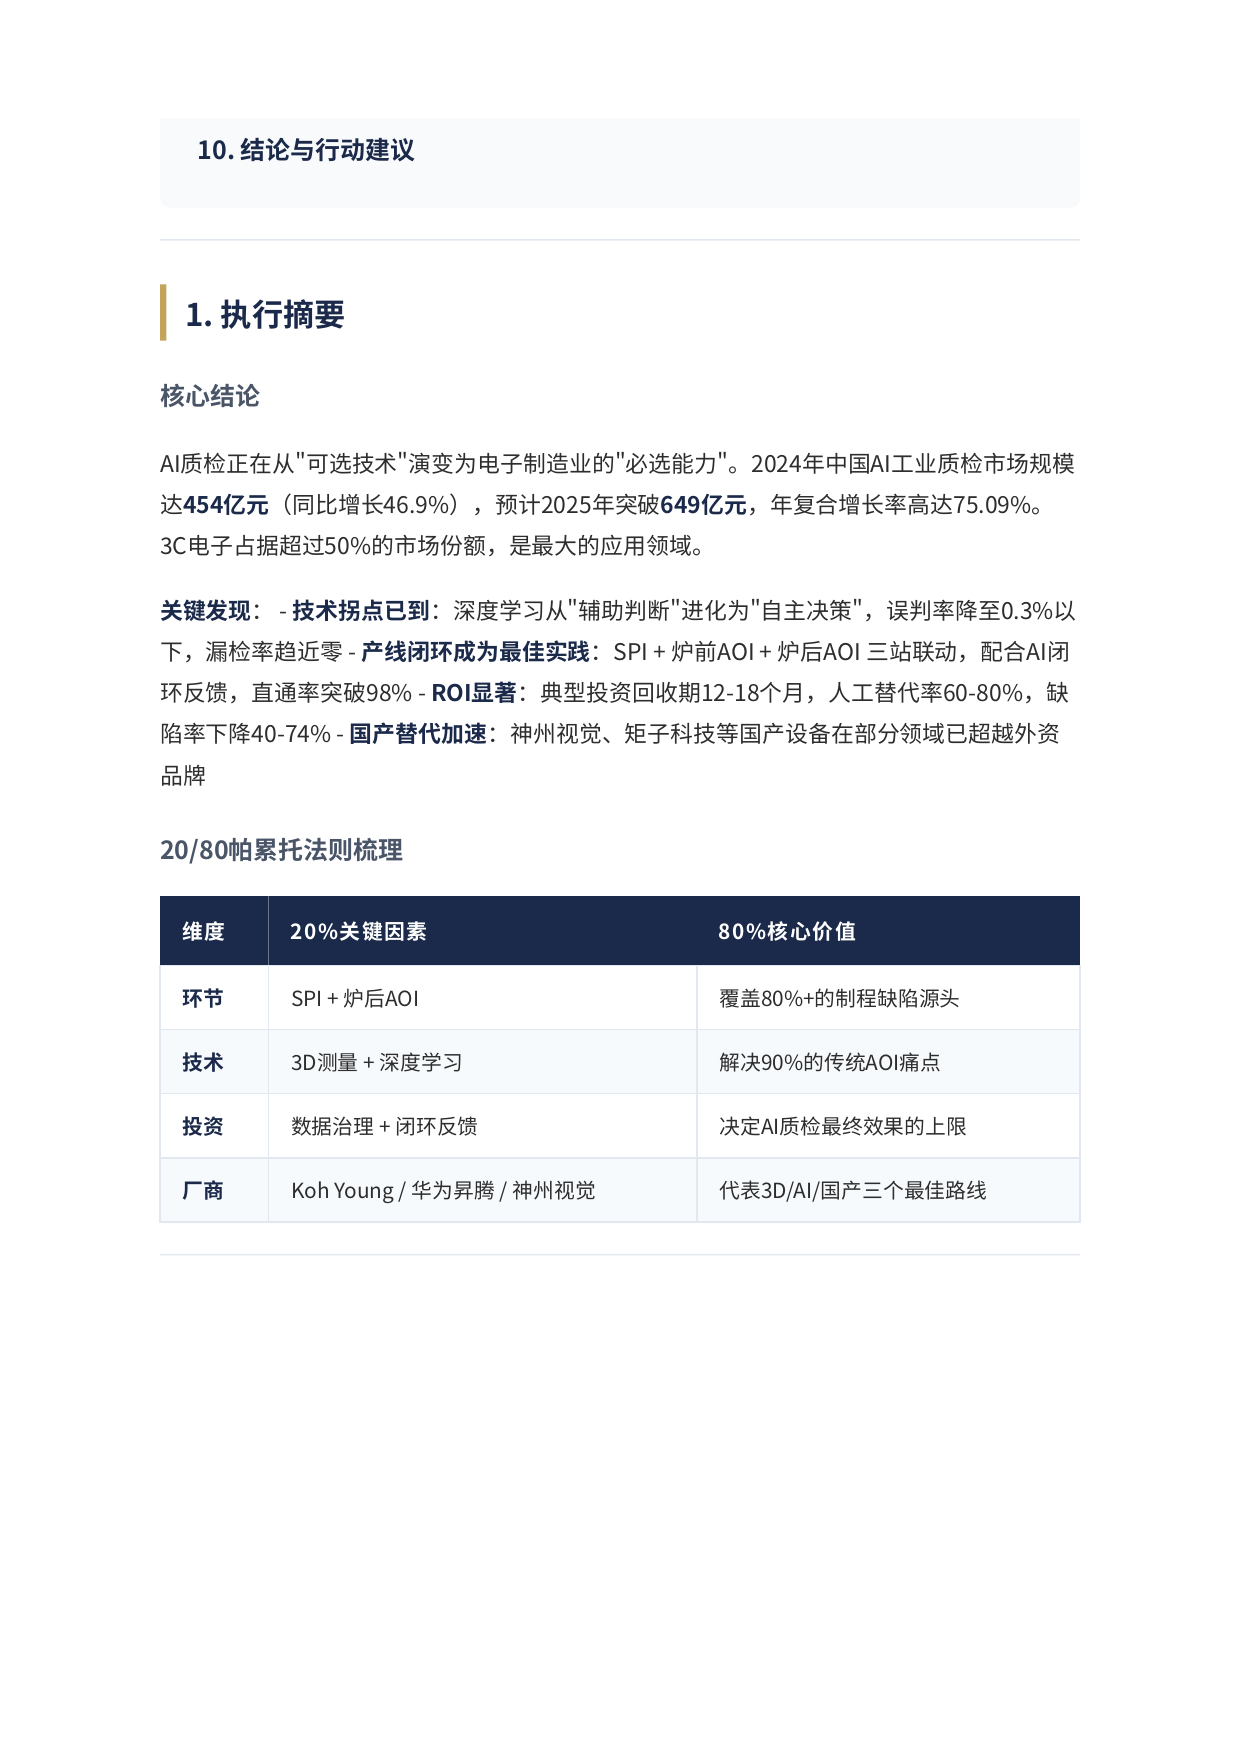 10. 结论与行动建议
1. 执行摘要
核心结论
AI质检正在从"可选技术"演变为电子制造业的"必选能力"。2024年中国AI工业质检市场规模
达454亿元（同比增长46.9%），预计2025年突破649亿元，年复合增长率高达75.09%。
3C电子占据超过50%的市场份额，是最大的应用领域。
关键发现： - 技术拐点已到：深度学习从"辅助判断"进化为"自主决策"，误判率降至0.3%以
下，漏检率趋近零 - 产线闭环成为最佳实践：SPI + 炉前AOI + 炉后AOI 三站联动，配合AI闭
环反馈，直通率突破98% - ROI显著：典型投资回收期12-18个月，人工替代率60-80%，缺
陷率下降40-74% - 国产替代加速：神州视觉、矩子科技等国产设备在部分领域已超越外资
品牌
20/80帕累托法则梳理
维度 20%关键因素 80%核心价值
环节 SPI + 炉后AOI 覆盖80%+的制程缺陷源头
技术 3D测量 + 深度学习 解决90%的传统AOI痛点
投资 数据治理 + 闭环反馈 决定AI质检最终效果的上限
厂商 Koh Young / 华为昇腾 / 神州视觉 代表3D/AI/国产三个最佳路线